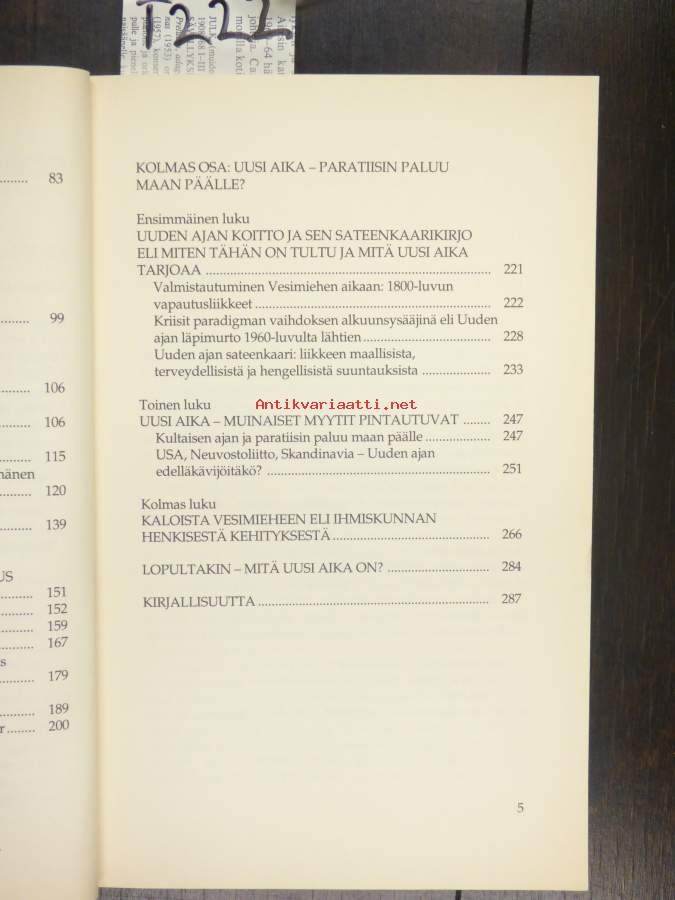 T222
83
99
106
106
115
120
139
US
151
152
159
167
s
179
189
200
KOLMAS OSA: UUSI AIKA – PARATIISIN PALUU
MAAN PÄÄLLE?
Ensimmäinen luku
UUDEN AJAN KOITTO JA SEN SATEENKAARIKIRJO
ELI MITEN TÄHÄN ON TULTU JA MITÄ UUSI AIKA
TARJOAA ........ 221
Valmistautuminen Vesimiehen aikaan: 1800-luvun
vapautusliikkeet ........ 222
Kriisit paradigman vaihdoksen alkuunsysääjinä eli Uuden
ajan läpimurto 1960-luvulta lähtien ........ 228
Uuden ajan sateenkaari: liikkeen maallisista,
terveydellisistä ja hengellisistä suuntauksista ........ 233
Toinen luku
Antikvariaatti.net
UUSI AIKA – MUINAISET MYYTIT PINTAUTUVAT ........ 247
Kultaisen ajan ja paratiisin paluu maan päälle ........ 247
USA, Neuvostoliitto, Skandinavia – Uuden ajan
edelläkävijöitäkö? ........ 251
Kolmas luku
KALOISTA VESIMIEHEEN ELI IHMISKUNNAN
HENKISESTÄ KEHITYKSESTÄ ........ 266
LOPULTAKIN – MITÄ UUSI AIKA ON? ........ 284
KIRJALLISUUTTA ........ 287
5